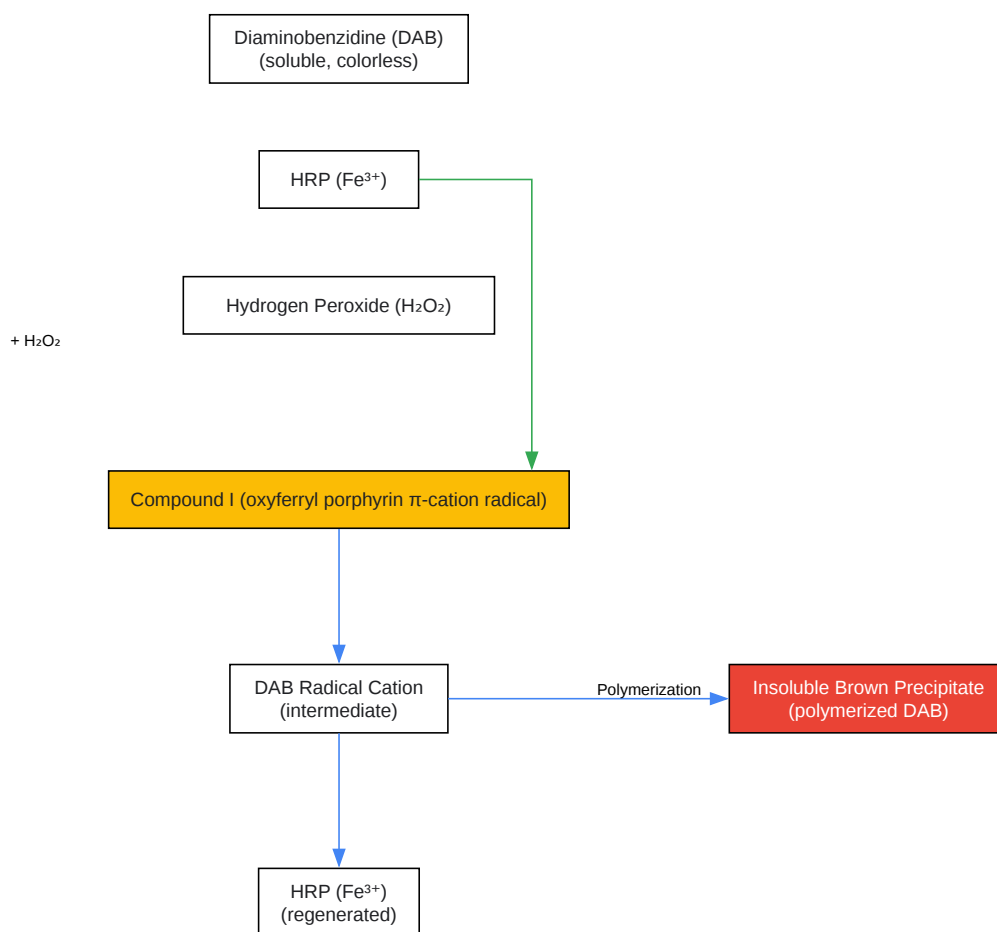 Diaminobenzidine (DAB)
(soluble, colorless)
HRP (Fe³⁺)
Hydrogen Peroxide (H₂O₂)
+ H₂O₂
Compound I (oxyferryl porphyrin π-cation radical)
DAB Radical Cation
(intermediate)
Polymerization
Insoluble Brown Precipitate
(polymerized DAB)
HRP (Fe³⁺)
(regenerated)